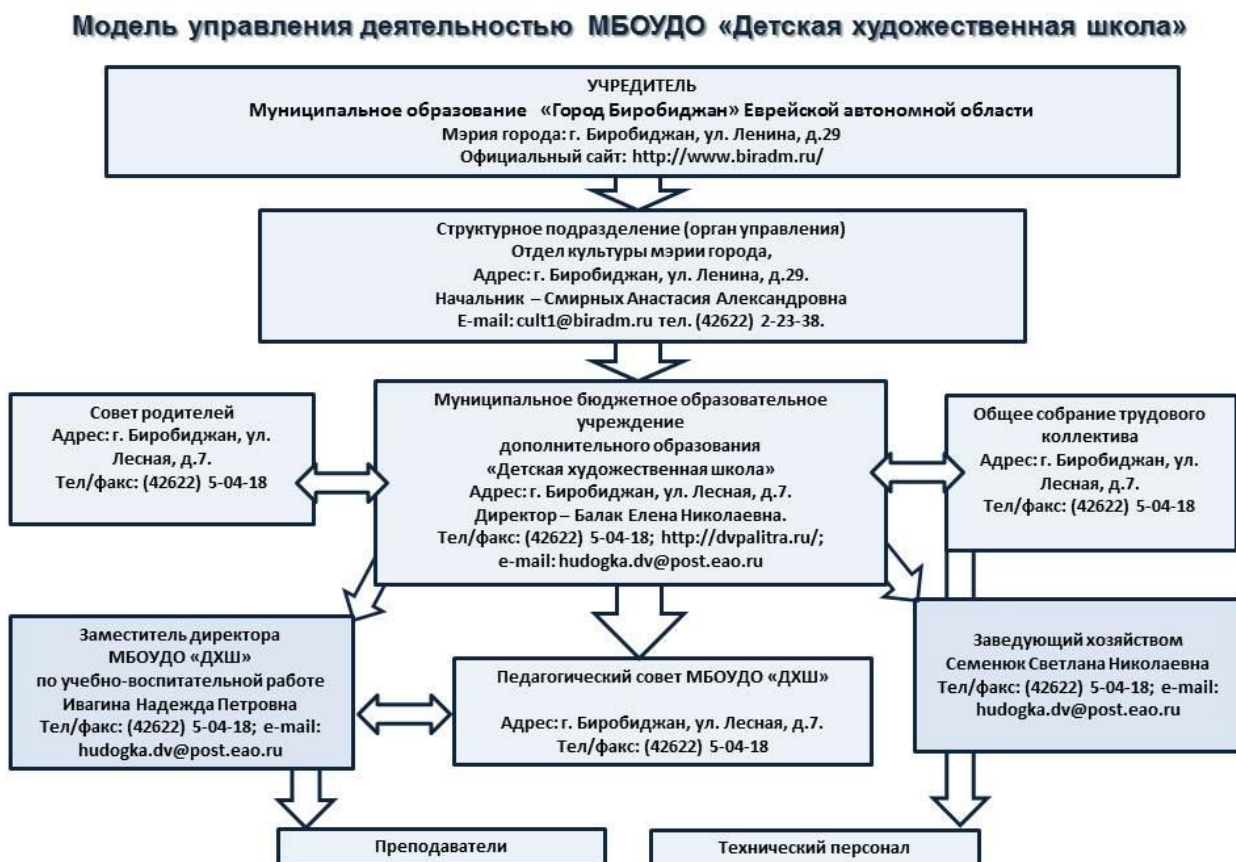 Модель управления деятельностью МБОУДО «Детская художественная школа»
УЧРЕДИТЕЛЬ
Муниципальное образование «Город Биробиджан» Еврейской автономной области
Мэрия города: г. Биробиджан, ул. Ленина, д.29
Официальный сайт: http://www.biradm.ru/
Структурное подразделение (орган управления)
Отдел культуры мэрии города,
Адрес: г. Биробиджан, ул. Ленина, д.29.
Начальник – Смирных Анастасия Александровна
E-mail: cult1@biradm.ru тел. (42622) 2-23-38.
Совет родителей
Адрес: г. Биробиджан, ул.
Лесная, д.7.
Тел/факс: (42622) 5-04-18
Муниципальное бюджетное образовательное
учреждение
дополнительного образования
«Детская художественная школа»
Адрес: г. Биробиджан, ул. Лесная, д.7.
Директор – Балак Елена Николаевна.
Тел/факс: (42622) 5-04-18; http://dvpalitra.ru/;
e-mail: hudogka.dv@post.eao.ru
Общее собрание трудового
коллектива
Адрес: г. Биробиджан, ул.
Лесная, д.7.
Тел/факс: (42622) 5-04-18
Заместитель директора
МБОУДО «ДХШ»
по учебно-воспитательной работе
Ивагина Надежда Петровна
Тел/факс: (42622) 5-04-18; e-mail:
hudogka.dv@post.eao.ru
Педагогический совет МБОУДО «ДХШ»
Адрес: г. Биробиджан, ул. Лесная, д.7.
Тел/факс: (42622) 5-04-18
Заведующий хозяйством
Семенюк Светлана Николаевна
Тел/факс: (42622) 5-04-18; e-mail:
hudogka.dv@post.eao.ru
Преподаватели
Технический персонал